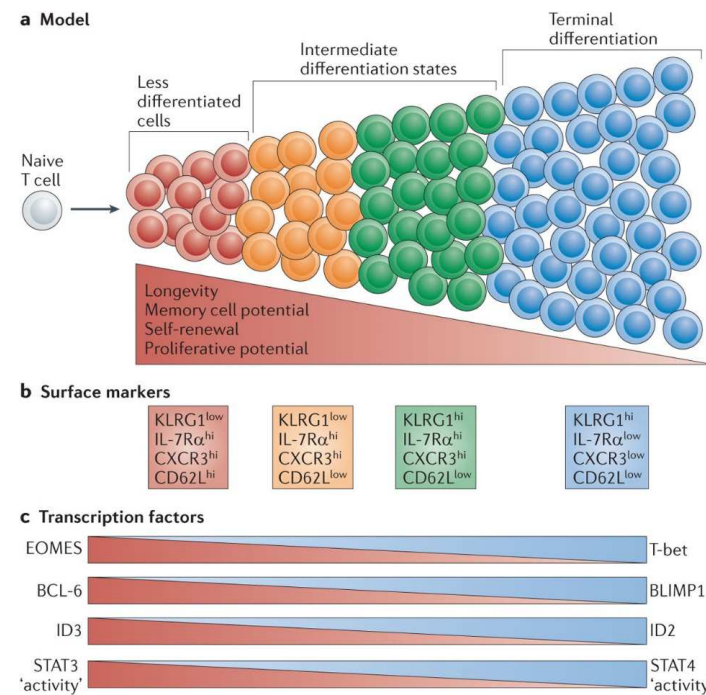 a Model
Terminal
differentiation
Intermediate
differentiation states
Less
differentiated
cells
Naive
T cell
Longevity
Memory cell potential
Self-renewal
Proliferative potential
b Surface markers
KLRG1low
IL-7Rαhi
CXCR3hi
CD62Lhi
KLRG1low
IL-7Rαhi
CXCR3hi
CD62Llow
KLRG1hi
IL-7Rαhi
CXCR3hi
CD62Llow
KLRG1hi
IL-7Rαlow
CXCR3low
CD62Llow
c Transcription factors
EOMES
T-bet
BCL-6
BLIMP1
ID3
ID2
STAT3
'activity'
STAT4
'activity